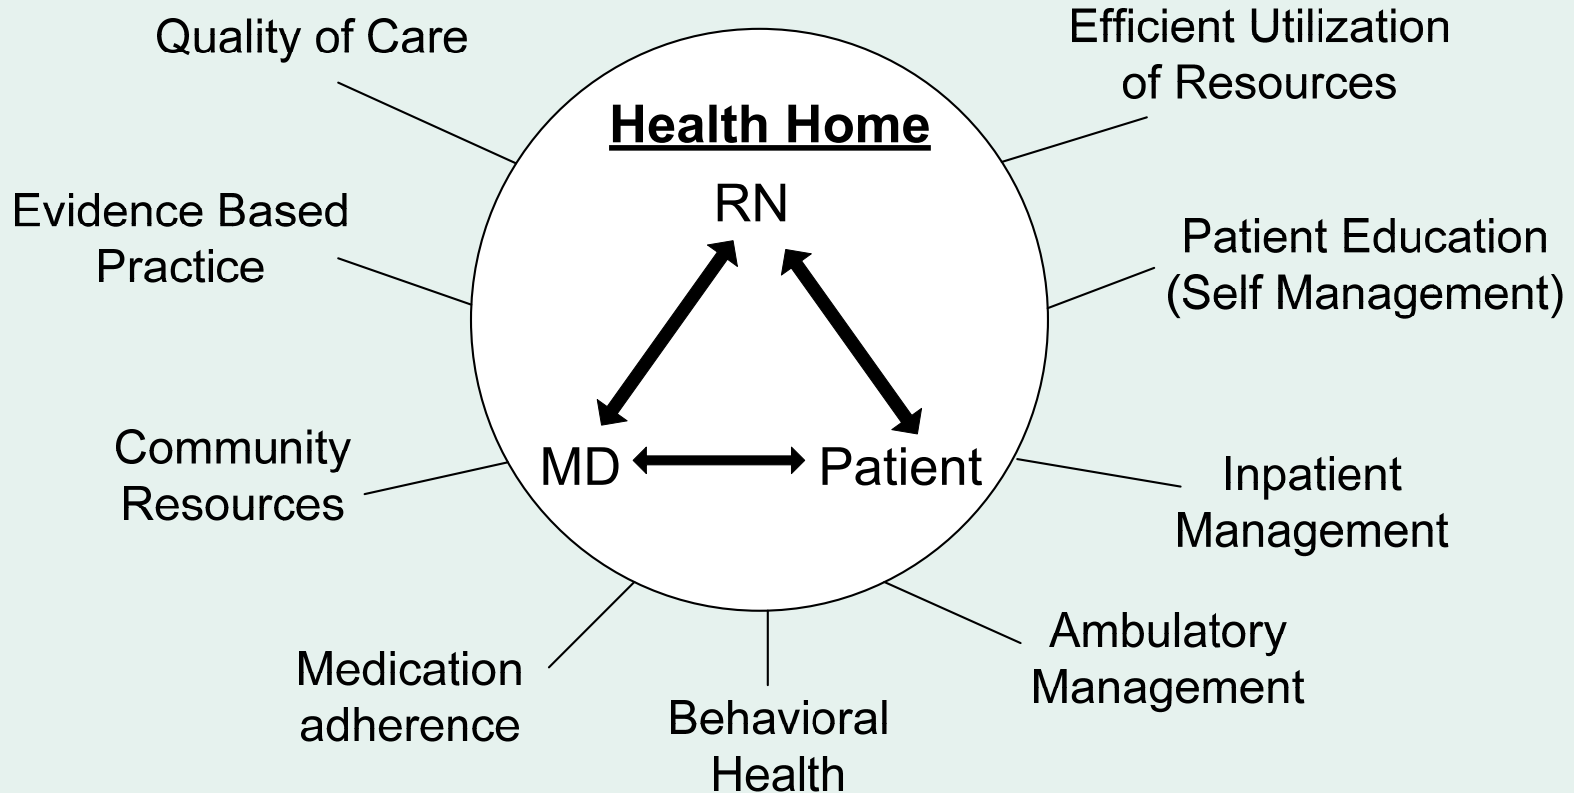 Quality of Care
Efficient Utilization
of Resources
Health Home
RN
Evidence Based
Practice
Patient Education
(Self Management)
Community
Resources
MD
Patient
Inpatient
Management
Medication
adherence
Behavioral
Health
Ambulatory
Management